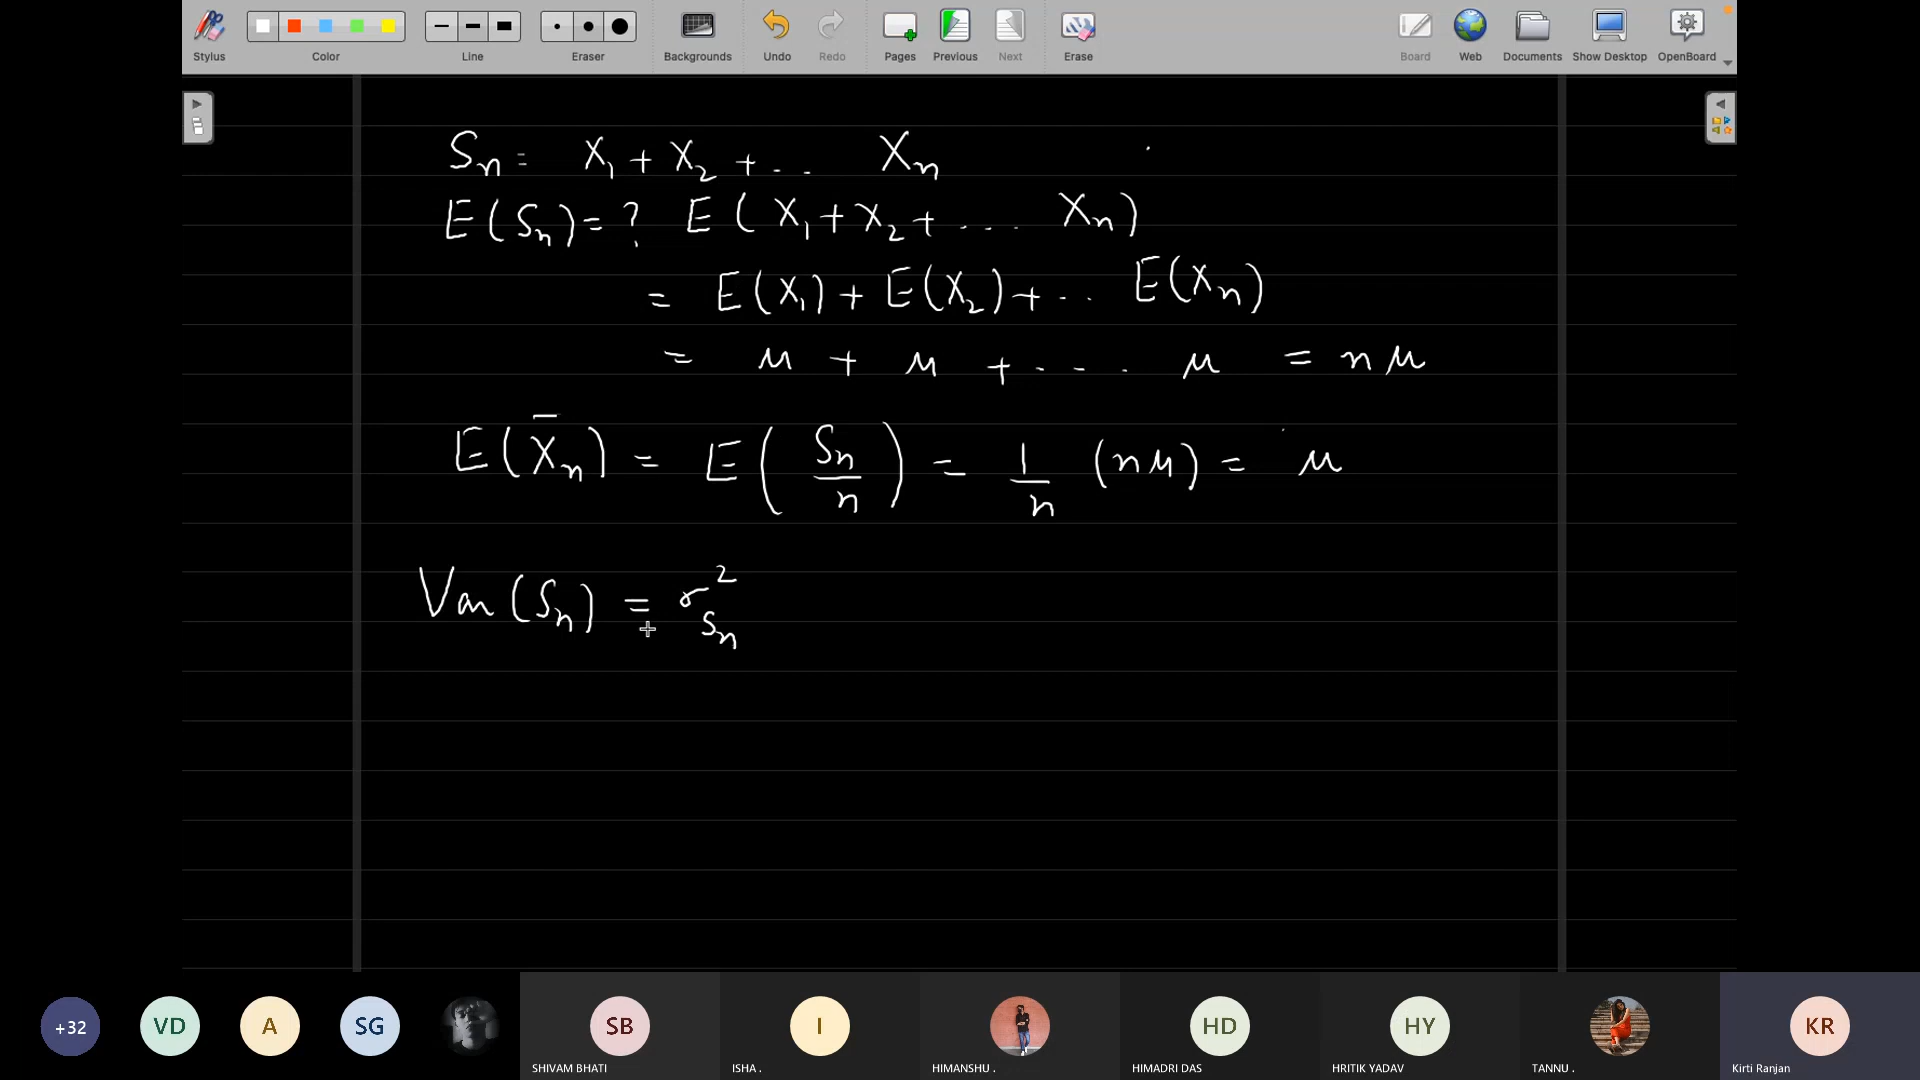 Stylus Color Line Eraser Backgrounds Undo Redo Pages Previous Next Erase Board Web Documents Show Desktop OpenBoard
Sn = X₁ + X₂ + .. Xn
E(Sn) = ? E(X₁ + X₂ + ... Xn)
= E(X₁) + E(X₂) + .. E(Xn)
= μ + μ + .... μ = nμ
E(X̄n) = E(Sn/n) = 1/n (nμ) = μ
Var(Sn) = σ²Sn
+32 VD A SG SB I HD HY KR
SHIVAM BHATI ISHA . HIMANSHU . HIMADRI DAS HRITIK YADAV TANNU . Kirti Ranjan